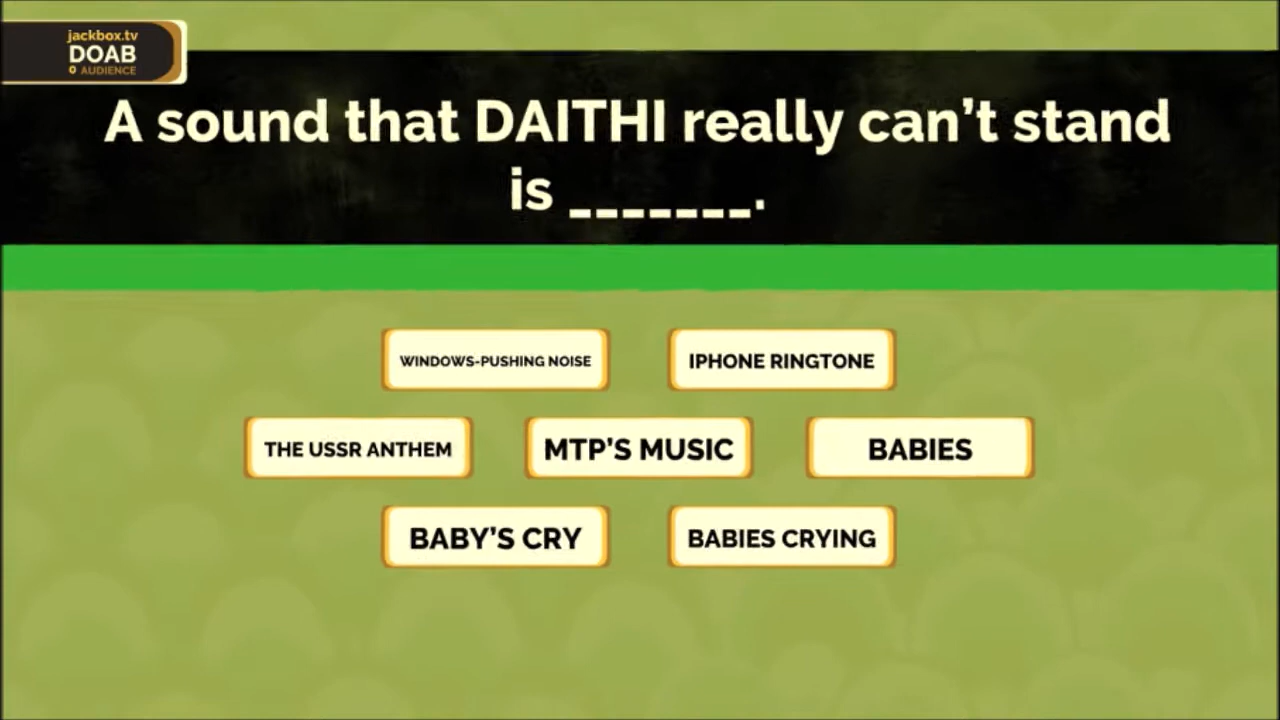 jackbox.tv
DOAB
0 AUDIENCE
A sound that DAITHI really can’t stand
is _______.
WINDOWS-PUSHING NOISE
IPHONE RINGTONE
THE USSR ANTHEM
MTP’S MUSIC
BABIES
BABY’S CRY
BABIES CRYING